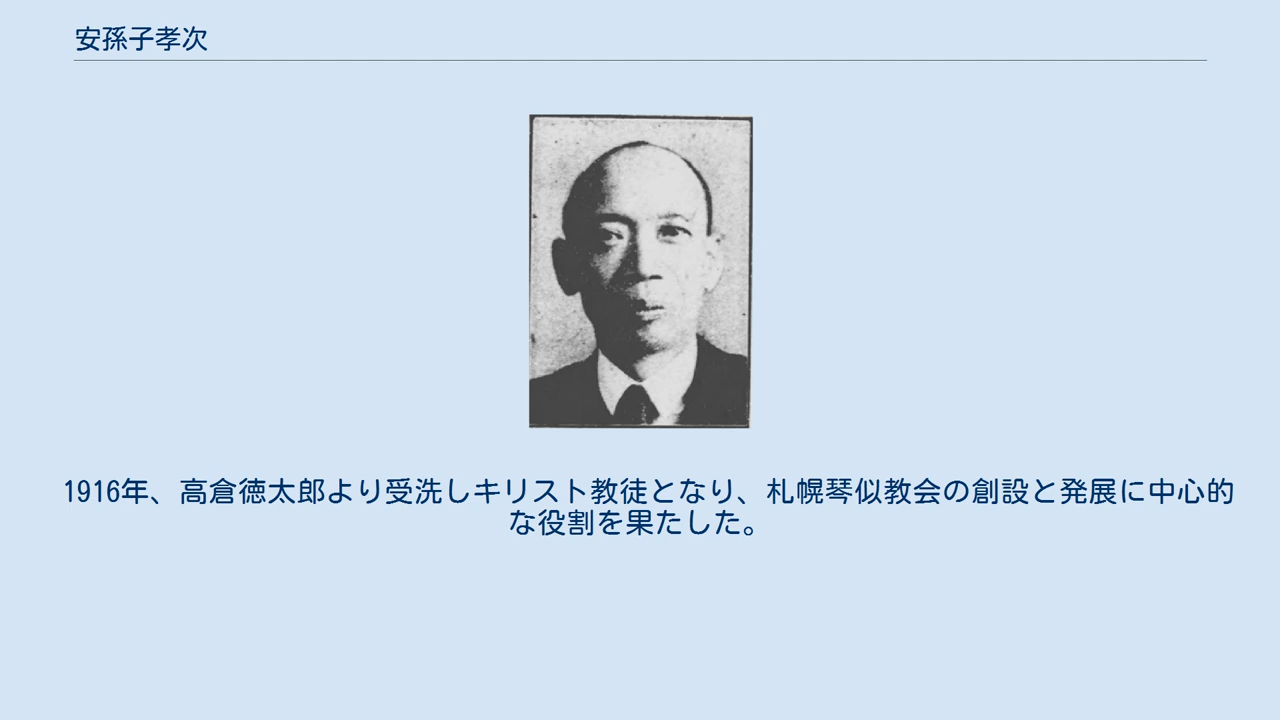 安孫子孝次
1916年、高倉徳太郎より受洗しキリスト教徒となり、札幌琴似教会の創設と発展に中心的
な役割を果たした。